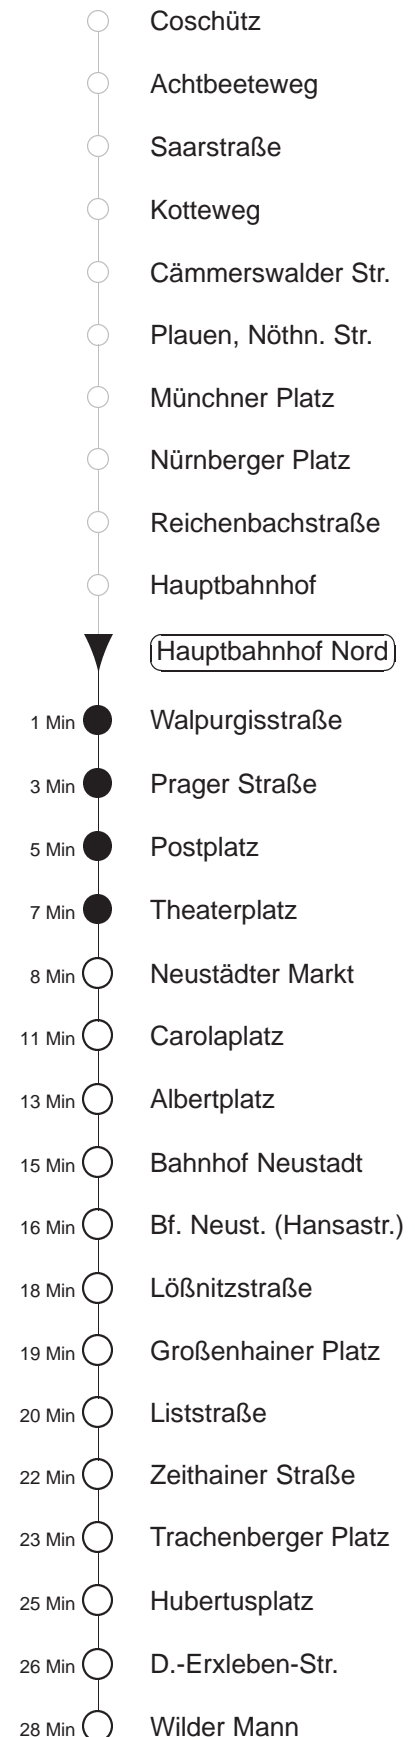 Coschütz
Achtbeeteweg
Saarstraße
Kotteweg
Cämmerswalder Str.
Plauen, Nöthn. Str.
Münchner Platz
Nürnberger Platz
Reichenbachstraße
Hauptbahnhof
Hauptbahnhof Nord
1 Min Walpurgisstraße
3 Min Prager Straße
5 Min Postplatz
7 Min Theaterplatz
8 Min Neustädter Markt
11 Min Carolaplatz
13 Min Albertplatz
15 Min Bahnhof Neustadt
16 Min Bf. Neust. (Hansastr.)
18 Min Lößnitzstraße
19 Min Großenhainer Platz
20 Min Liststraße
22 Min Zeithainer Straße
23 Min Trachenberger Platz
25 Min Hubertusplatz
26 Min D.-Erxleben-Str.
28 Min Wilder Mann